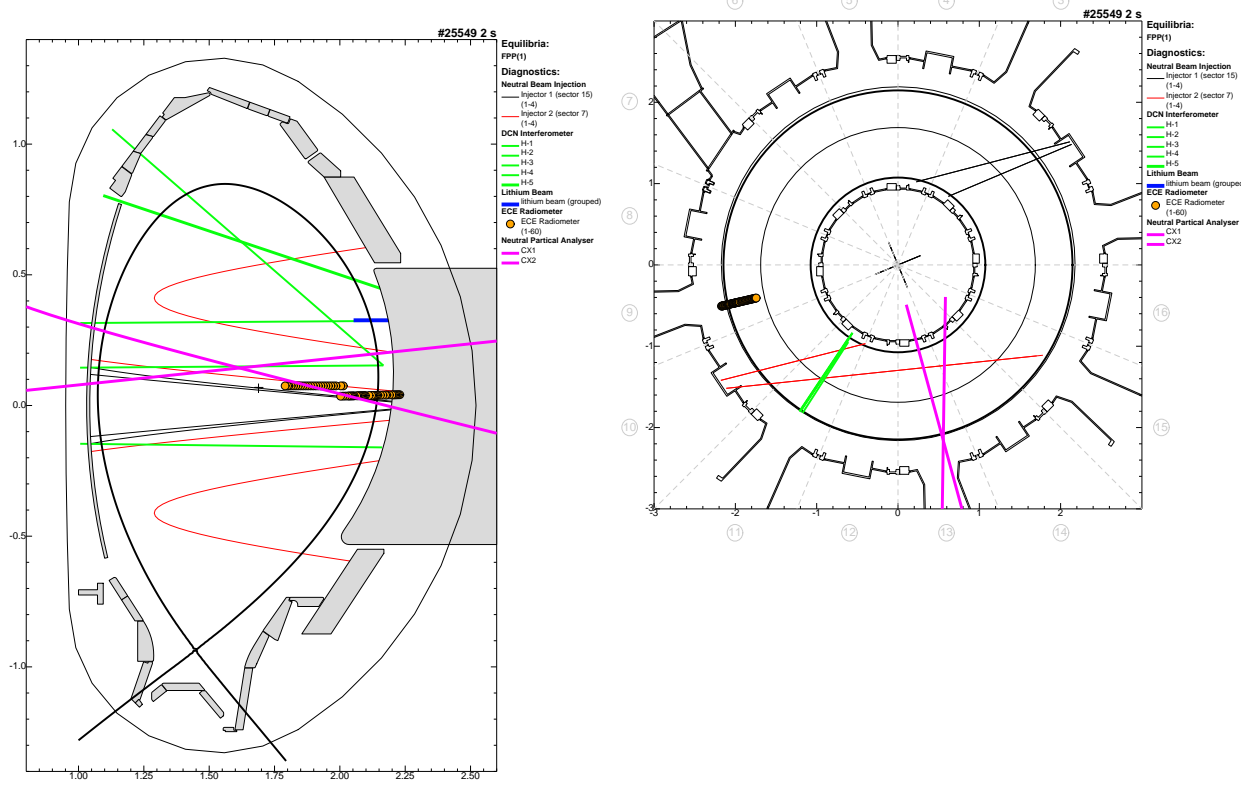 #25549 2 s
Equilibria:
FPP(1)
Diagnostics:
Neutral Beam Injection
Injector 1 (sector 15)
(1-4)
Injector 2 (sector 7)
(1-4)
DCN Interferometer
H-1
H-2
H-3
H-4
H-5
Lithium Beam
lithium beam (grouped)
ECE Radiometer
ECE Radiometer
(1-60)
Neutral Partical Analyser
CX1
CX2
1.0
0.5
0.0
-0.5
-1.0
1.00
1.25
1.50
1.75
2.00
2.25
2.50
#25549 2 s
Equilibria:
FPP(1)
Diagnostics:
Neutral Beam Injection
Injector 1 (sector 15)
(1-4)
Injector 2 (sector 7)
(1-4)
DCN Interferometer
H-1
H-2
H-3
H-4
H-5
Lithium Beam
lithium beam (groupe
ECE Radiometer
ECE Radiometer
(1-60)
Neutral Partical Analyser
CX1
CX2
6
5
4
3
7
8
9
10
11
12
13
15
16
2
1
0
-1
-2
-3
-3
-2
-1
0
1
2